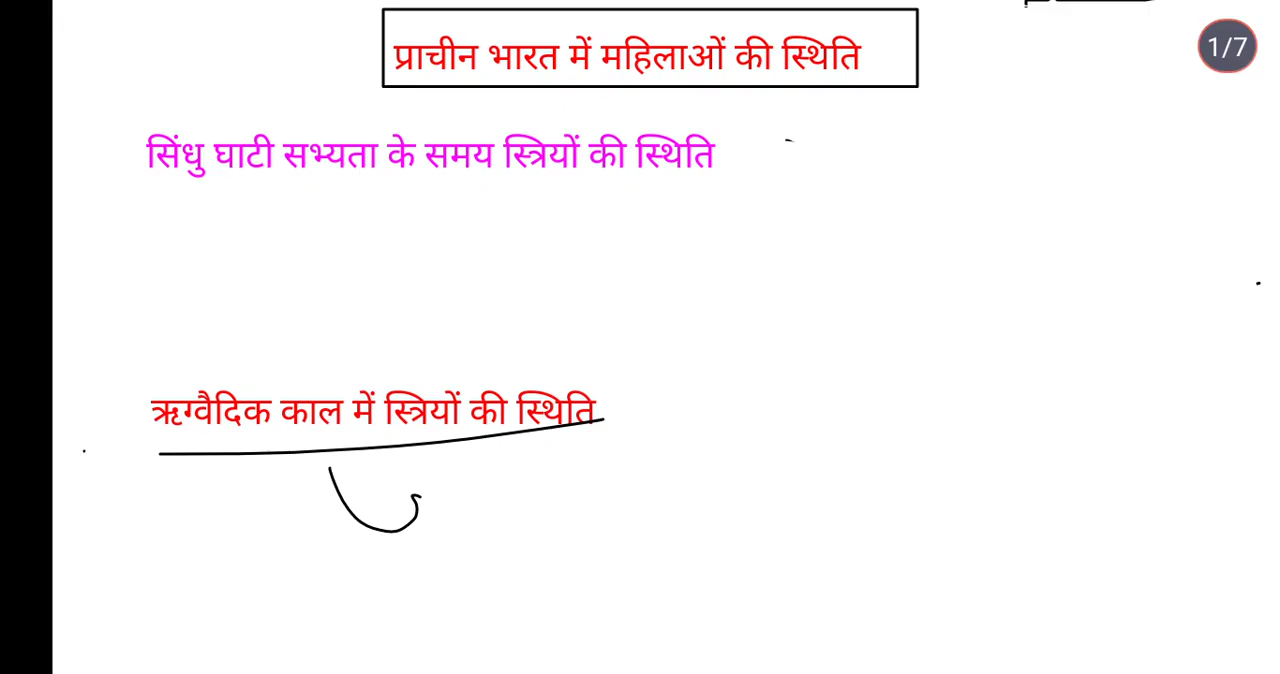 प्राचीन भारत में महिलाओं की स्थिति
1/7
सिंधु घाटी सभ्यता के समय स्त्रियों की स्थिति
ऋग्वैदिक काल में स्त्रियों की स्थिति